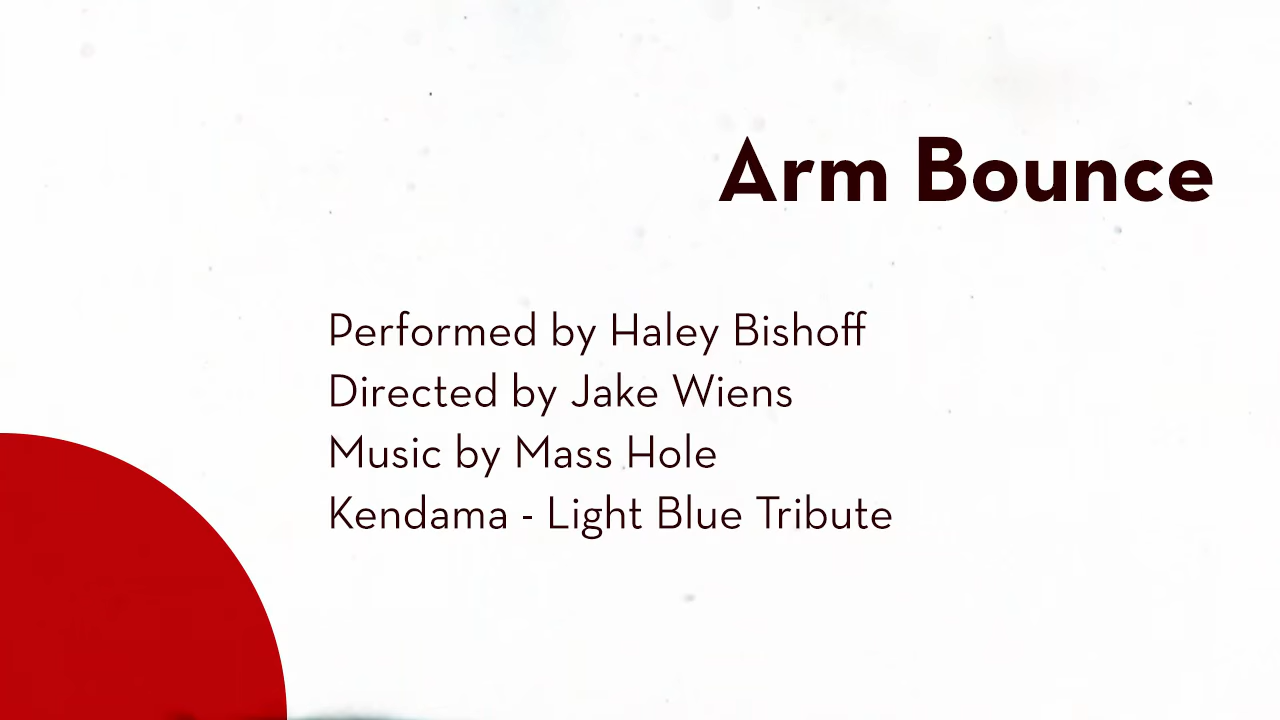 Arm Bounce
Performed by Haley Bishoff
Directed by Jake Wiens
Music by Mass Hole
Kendama - Light Blue Tribute